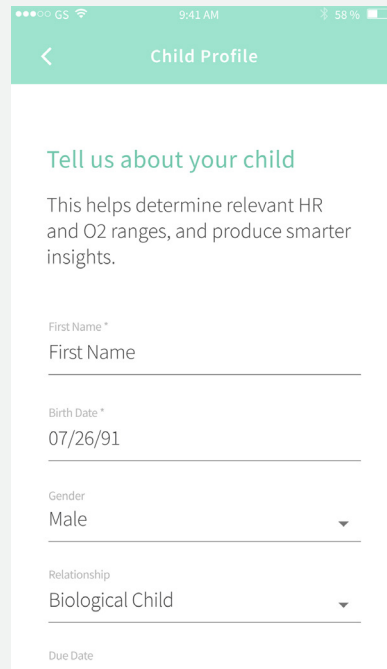 GS 9:41 AM 58 %
Child Profile
Tell us about your child
This helps determine relevant HR
and O2 ranges, and produce smarter
insights.
First Name *
First Name
Birth Date *
07/26/91
Gender
Male
Relationship
Biological Child
Due Date